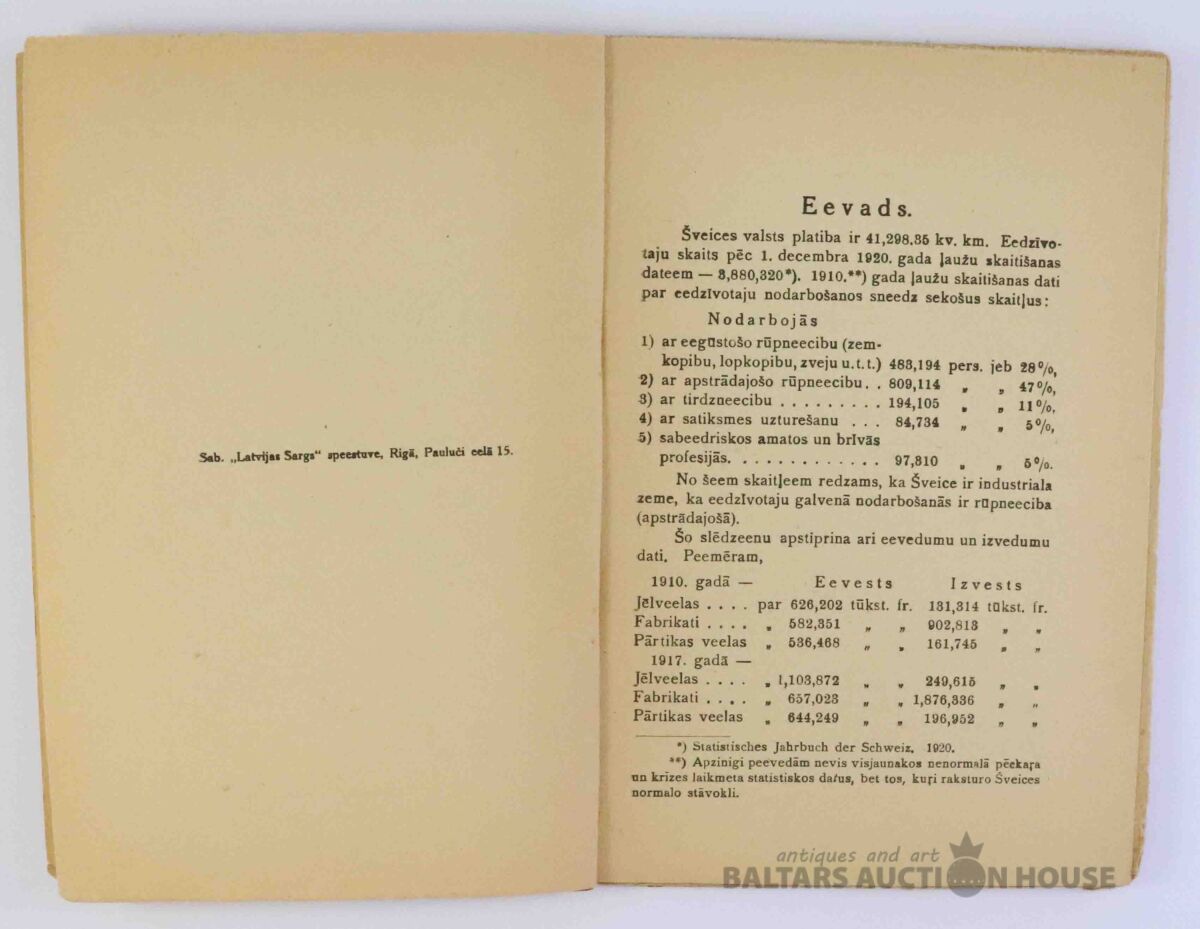 Sab. „Latvijas Sargs“ speestuve, Rigā, Pauluči eelā 15.
Eevads.
Šveices valsts platiba ir 41,298.35 kv. km. Eedzīvo-
taju skaits pēc 1. decembra 1920. gada ļaužu skaitišanas
dateem — 3,880,320*). 1910.**) gada ļaužu skaitišanas dati
par eedzīvotaju nodarbošanos sneedz sekošus skaitļus:
Nodarbojās
1) ar eegūstošo rūpneecibu (zem-
kopibu, lopkopibu, zveju u.t.t.) 483,194 pers. jeb 28%,
2) ar apstrādajošo rūpneecibu. . 809,114 „ „ 47%,
3) ar tirdzneecibu . . . . . . . . . 194,105 „ „ 11%,
4) ar satiksmes uzturešanu . . . 84,734 „ „ 5%,
5) sabeedriskos amatos un brīvās
profesijās. . . . . . . . . . . . 97,310 „ „ 5%.
No šeem skaitļeem redzams, ka Šveice ir industriala
zeme, ka eedzīvotaju galvenā nodarbošanās ir rūpneeciba
(apstrādajošā).
Šo slēdzeenu apstiprina ari eevedumu un izvedumu
dati. Peemēram,
1910. gadā — Eevests Izvests
Jēlveelas . . . . par 626,202 tūkst. fr. 131,314 tūkst. fr.
Fabrikati . . . . „ 582,351 „ „ 902,813 „ „
Pārtikas veelas „ 536,468 „ „ 161,745 „ „
1917. gadā —
Jēlveelas . . . . „ 1,103,872 „ „ 249,615 „ „
Fabrikati . . . . „ 657,023 „ „ 1,876,336 „ „
Pārtikas veelas „ 644,249 „ „ 196,952 „ „
*) Statistisches Jahrbuch der Schweiz. 1920.
**) Apzinigi peevedām nevis visjaunakos nenormalā pēckaŗa
un krizes laikmeta statistiskos datus, bet tos, kuŗi raksturo Šveices
normalo stāvokli.
antiques and art
BALTARS AUCTION HOUSE